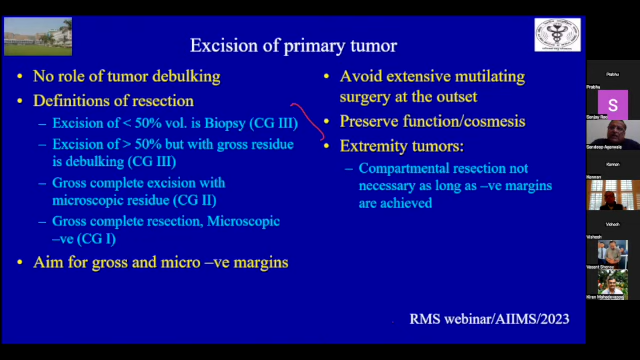 Excision of primary tumor
• No role of tumor debulking
• Definitions of resection
– Excision of < 50% vol. is Biopsy (CG III)
– Excision of > 50% but with gross residue
is debulking (CG III)
– Gross complete excision with
microscopic residue (CG II)
– Gross complete resection, Microscopic
–ve (CG I)
• Aim for gross and micro –ve margins
• Avoid extensive mutilating
surgery at the outset
• Preserve function/cosmesis
• Extremity tumors:
– Compartmental resection not
necessary as long as –ve margins
are achieved
RMS webinar/AIIMS/2023
Prabhu
Prabhu
S
Sandeep Agarwala
Kannan
Kannan
Vishesh
Vishesh